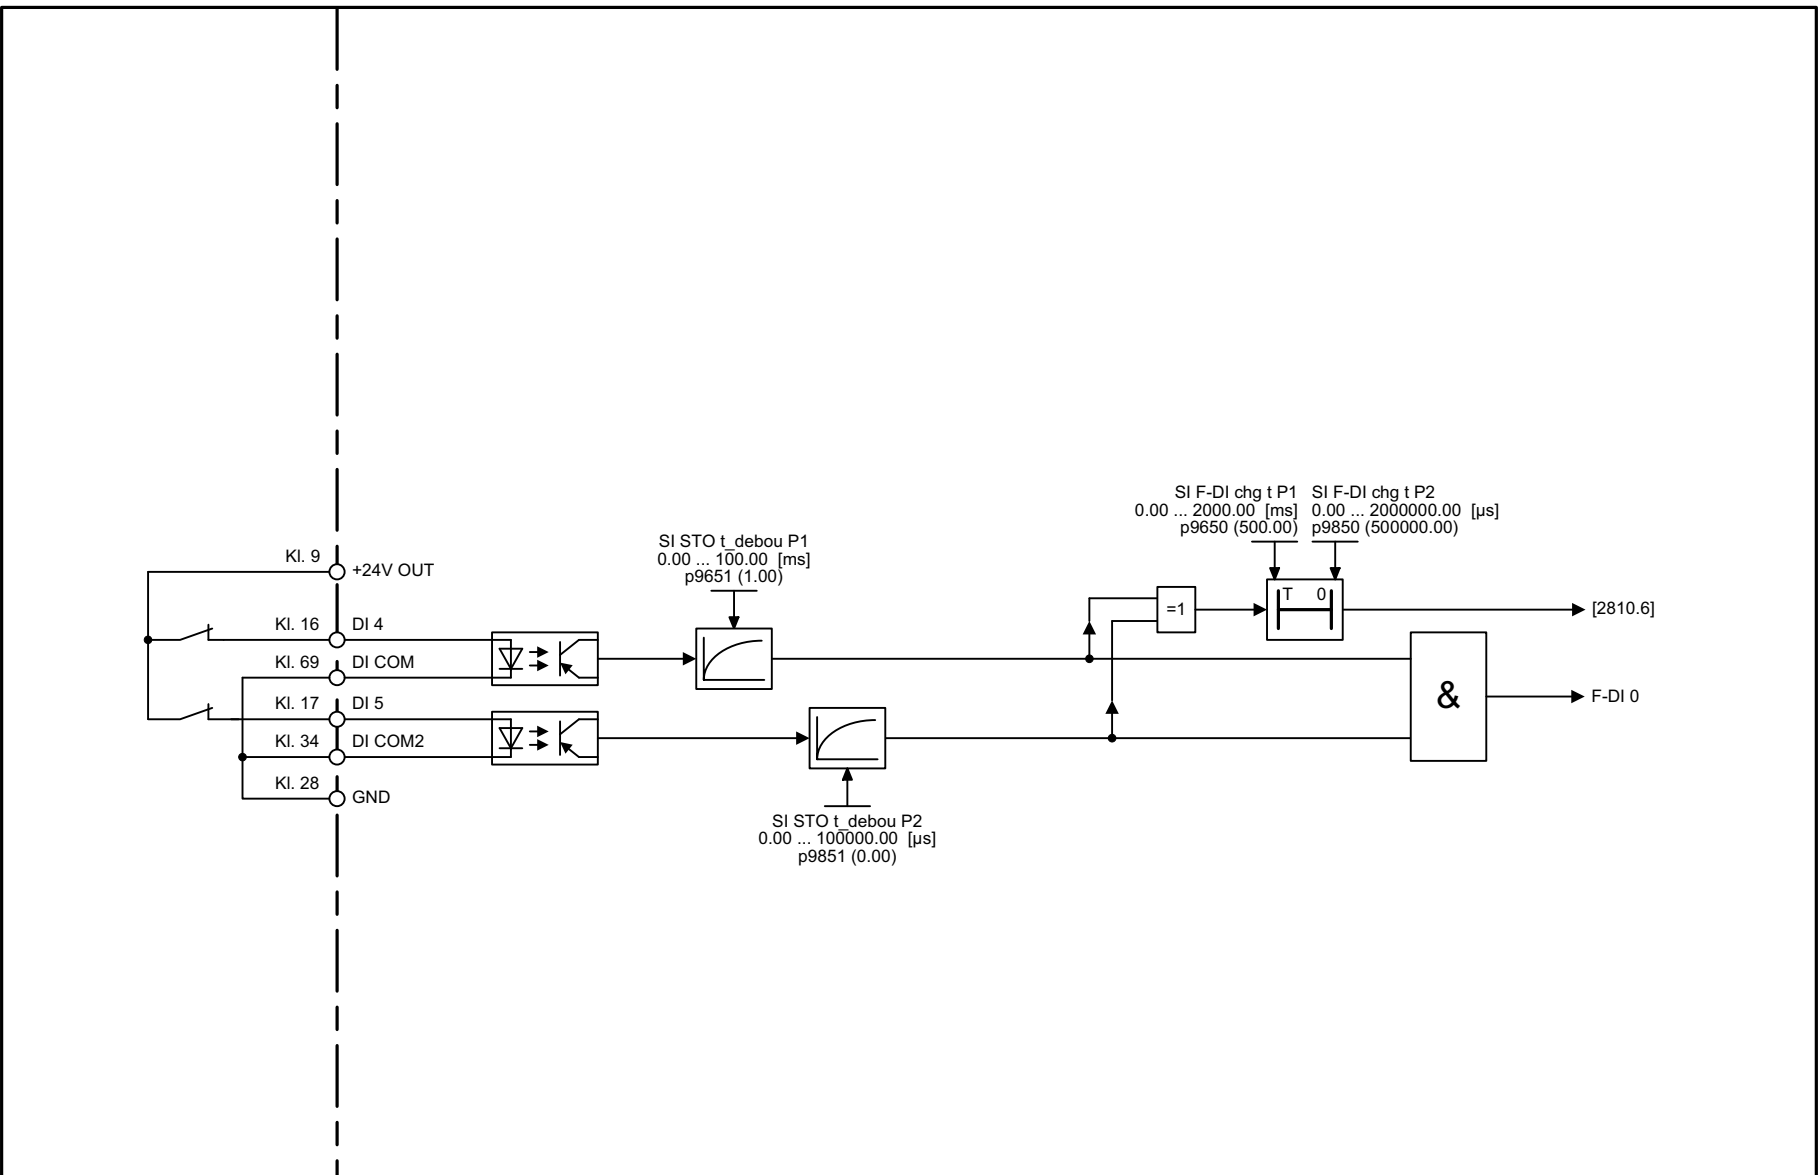 SI F-DI chg t P1
0.00 ... 2000.00 [ms]
p9650 (500.00)
SI F-DI chg t P2
0.00 ... 2000000.00 [µs]
p9850 (500000.00)
SI STO t_debou P1
0.00 ... 100.00 [ms]
p9651 (1.00)
Kl. 9
+24V OUT
T 0
=1
[2810.6]
Kl. 16
DI 4
Kl. 69
DI COM
Kl. 17
DI 5
&
F-DI 0
Kl. 34
DI COM2
Kl. 28
GND
SI STO t_debou P2
0.00 ... 100000.00 [µs]
p9851 (0.00)